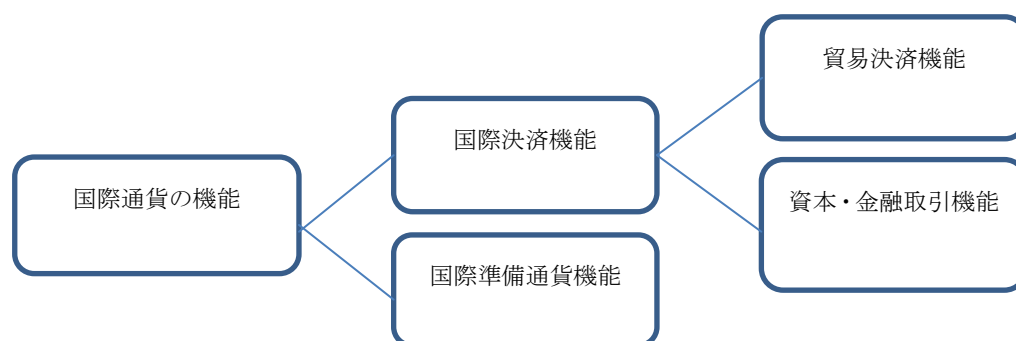 国際通貨の機能
国際決済機能
国際準備通貨機能
貿易決済機能
資本・金融取引機能